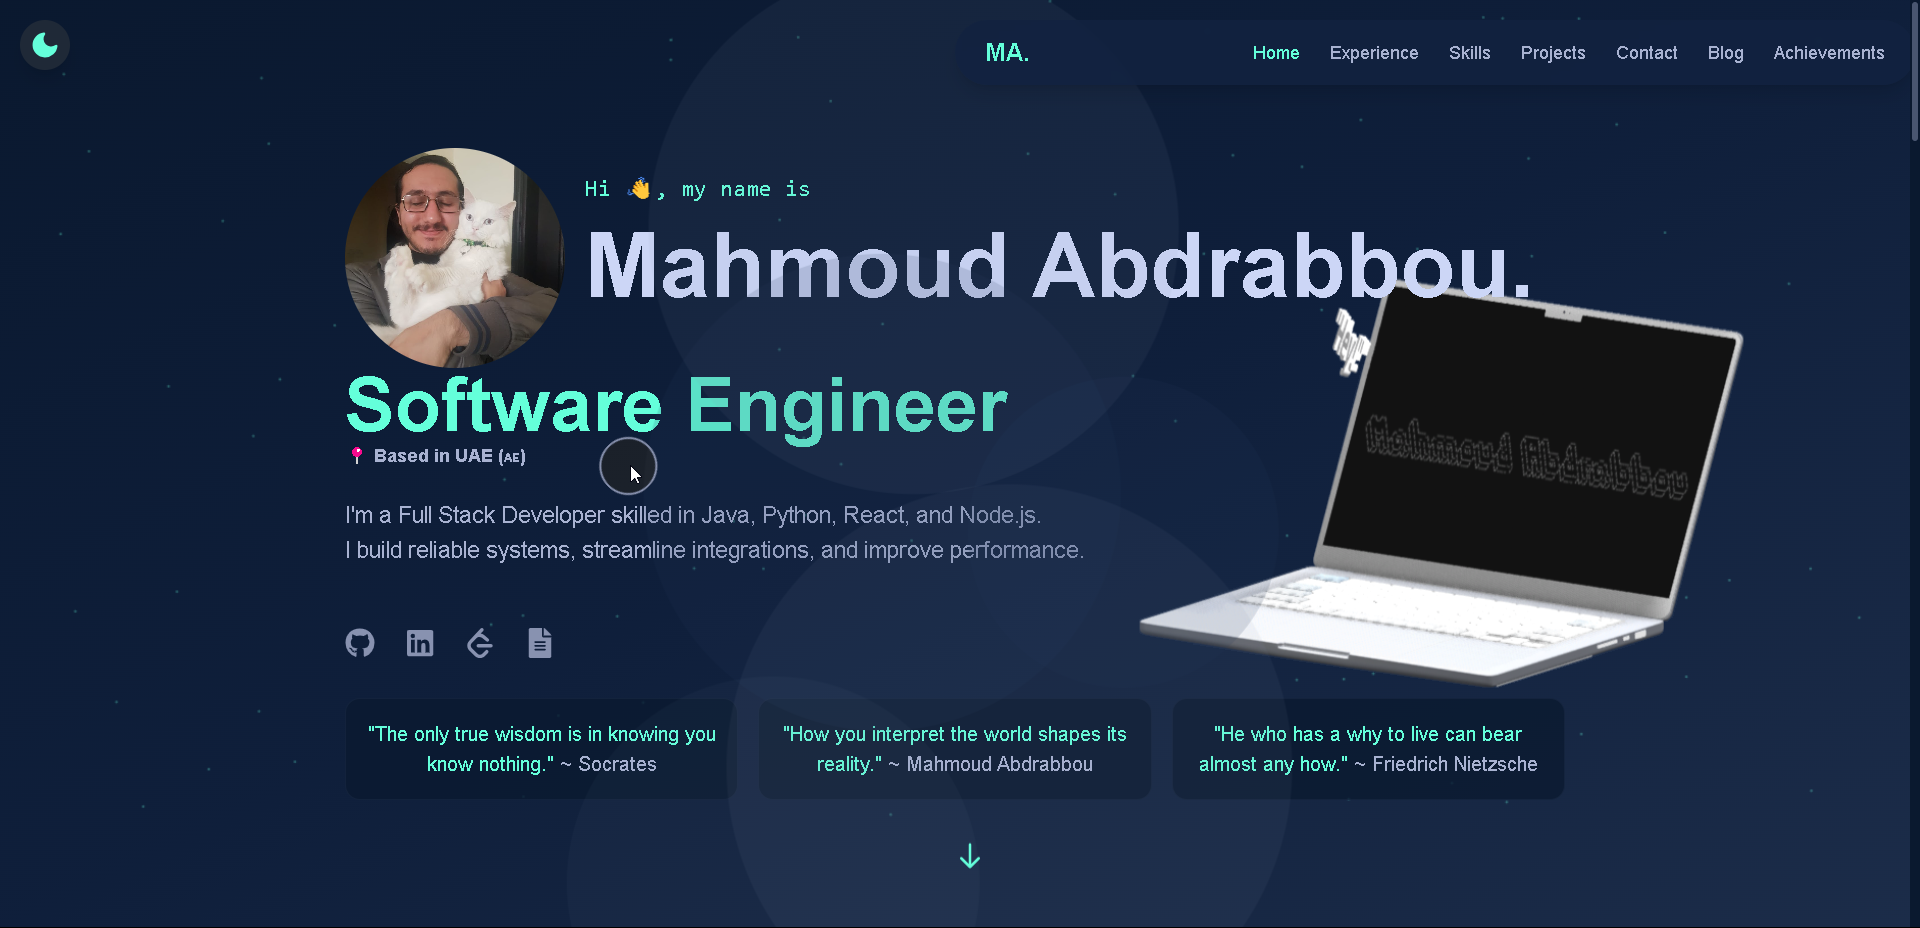 MA.
Home Experience Skills Projects Contact Blog Achievements
Hi 👋, my name is
Mahmoud Abdrabbou.
Software Engineer
📍 Based in UAE (AE)
I'm a Full Stack Developer skilled in Java, Python, React, and Node.js.
I build reliable systems, streamline integrations, and improve performance.
Mahmoud Abdrabbou
in
"The only true wisdom is in knowing you
know nothing." ~ Socrates
"How you interpret the world shapes its
reality." ~ Mahmoud Abdrabbou
"He who has a why to live can bear
almost any how." ~ Friedrich Nietzsche